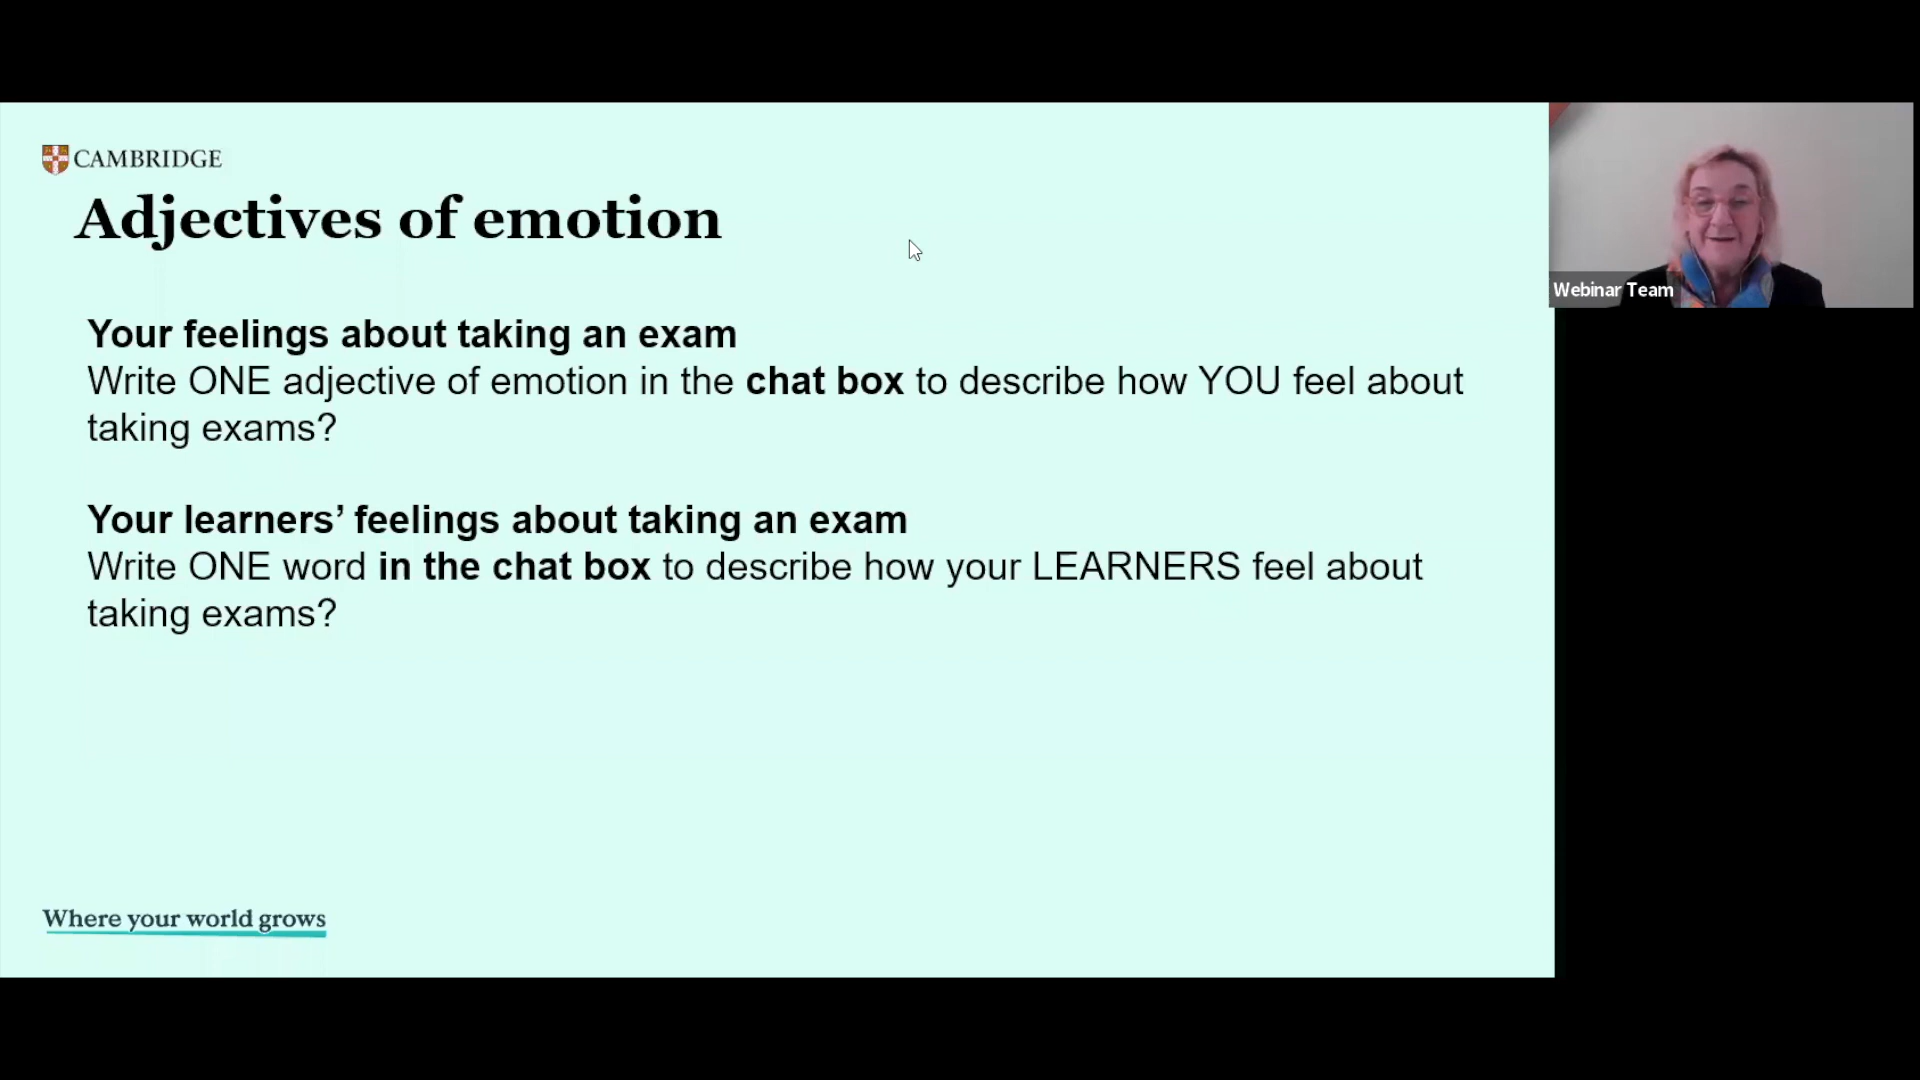 CAMBRIDGE
Adjectives of emotion
Your feelings about taking an exam
Write ONE adjective of emotion in the chat box to describe how YOU feel about
taking exams?
Your learners’ feelings about taking an exam
Write ONE word in the chat box to describe how your LEARNERS feel about
taking exams?
Where your world grows
Webinar Team